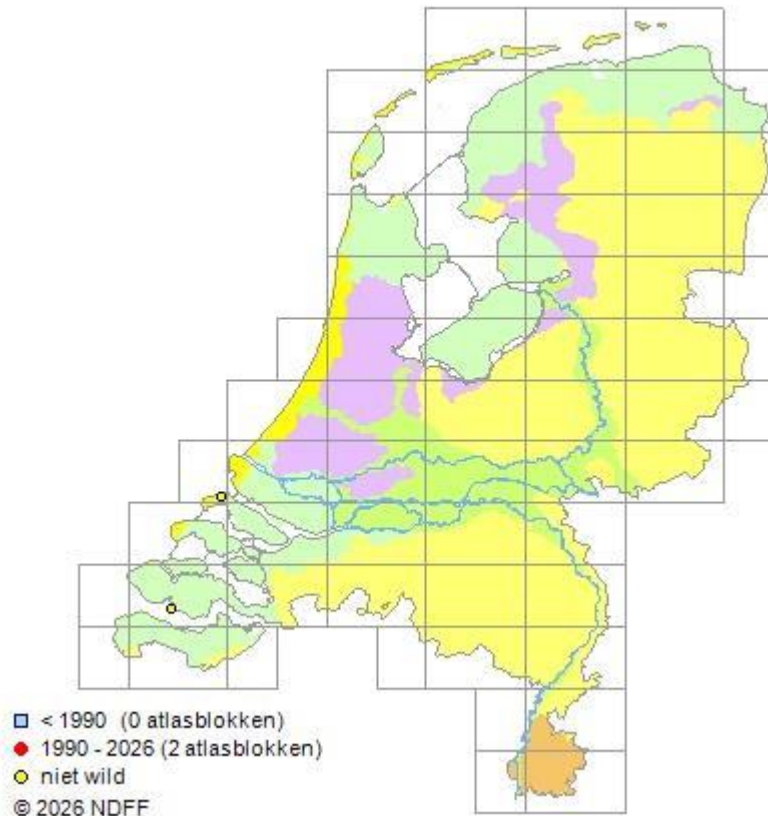 < 1990 (0 atlasblokken)
1990 - 2026 (2 atlasblokken)
niet wild
© 2026 NDFF